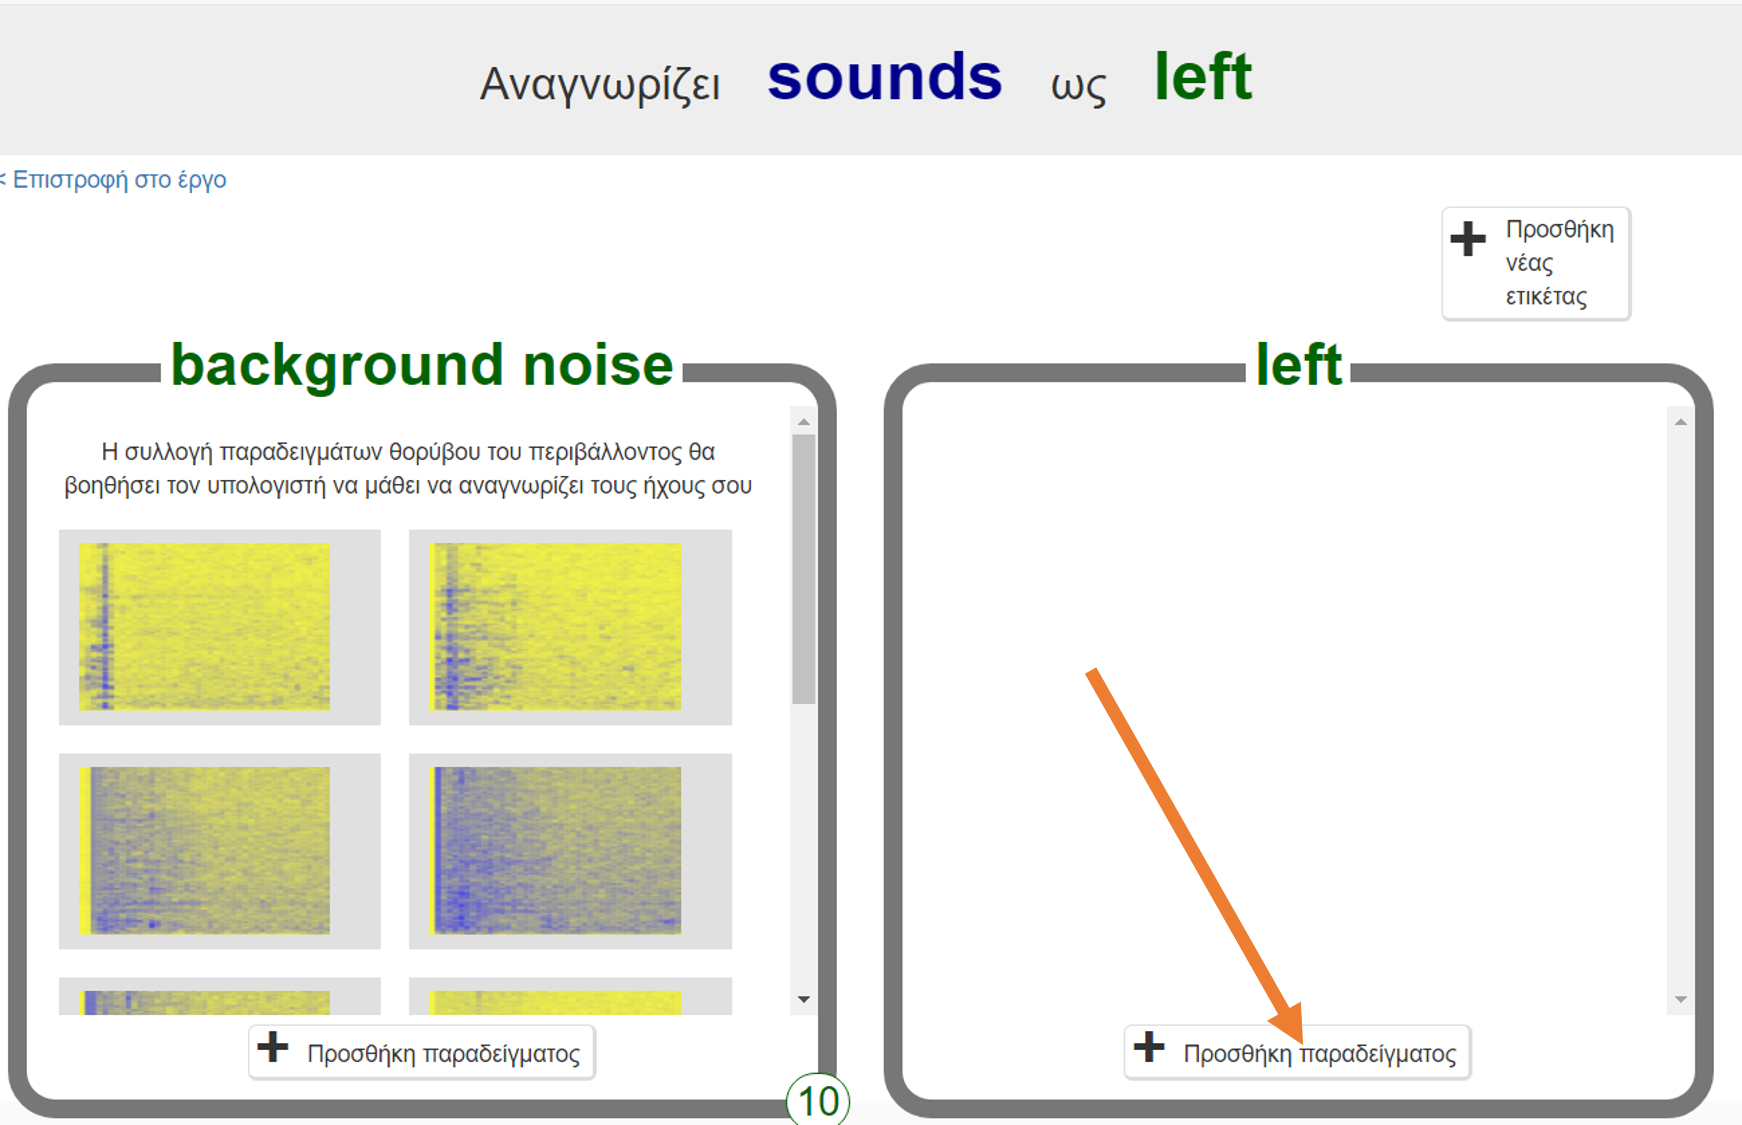 Αναγνωρίζει sounds ως left
< Επιστροφή στο έργο
Προσθήκη
νέας
ετικέτας
background noise
Η συλλογή παραδειγμάτων θορύβου του περιβάλλοντος θα
βοηθήσει τον υπολογιστή να μάθει να αναγνωρίζει τους ήχους σου
Προσθήκη παραδείγματος
10
left
Προσθήκη παραδείγματος